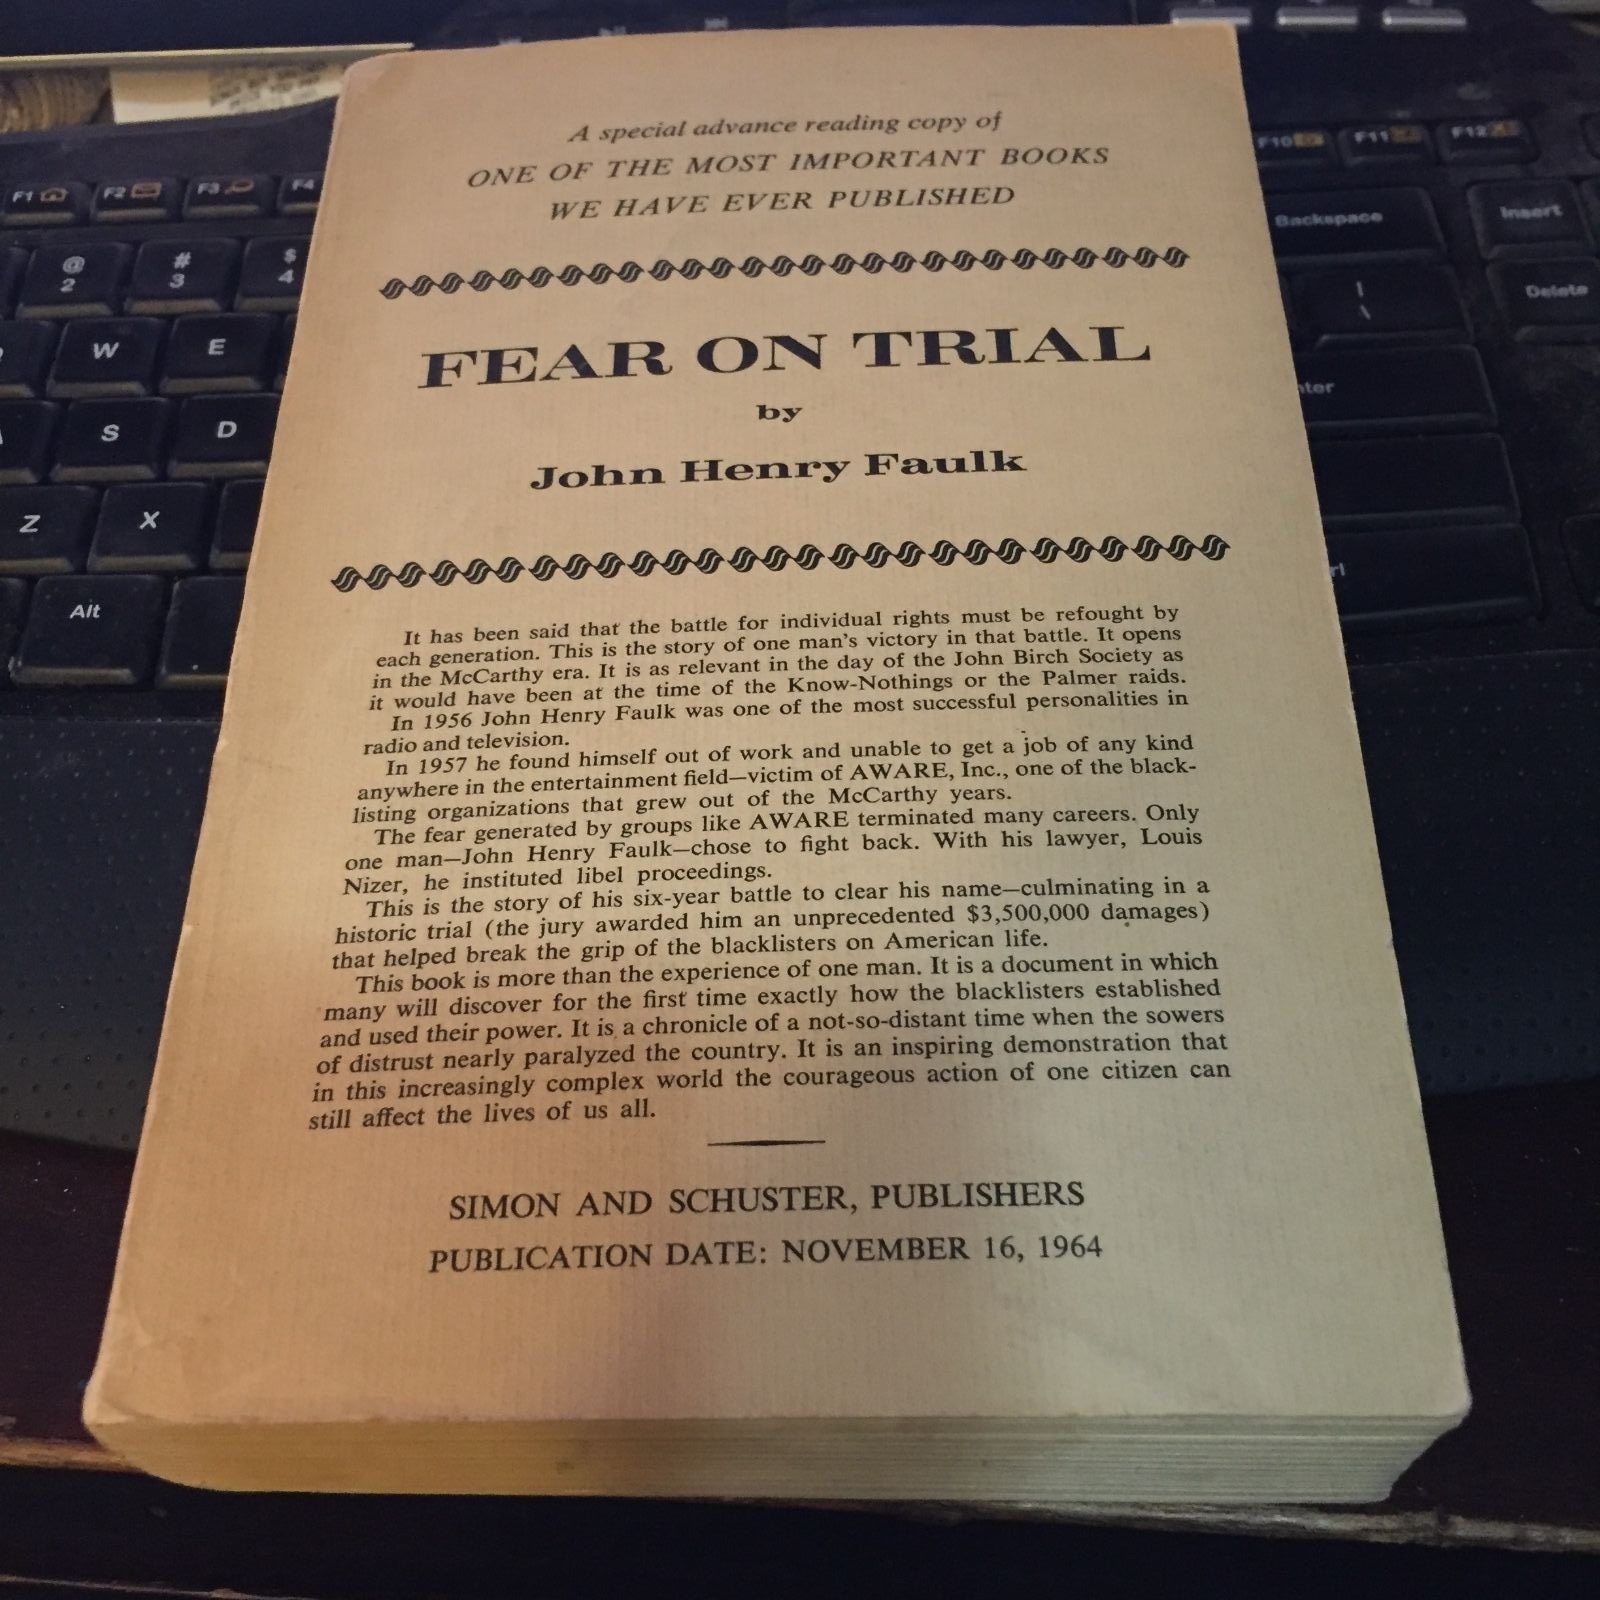 A special advance reading copy of
ONE OF THE MOST IMPORTANT BOOKS
WE HAVE EVER PUBLISHED
FEAR ON TRIAL
by
John Henry Faulk
It has been said that the battle for individual rights must be refought by
each generation. This is the story of one man's victory in that battle. It opens
in the McCarthy era. It is as relevant in the day of the John Birch Society as
it would have been at the time of the Know-Nothings or the Palmer raids.
In 1956 John Henry Faulk was one of the most successful personalities in
radio and television.
In 1957 he found himself out of work and unable to get a job of any kind
anywhere in the entertainment field—victim of AWARE, Inc., one of the black-
listing organizations that grew out of the McCarthy years.
The fear generated by groups like AWARE terminated many careers. Only
one man—John Henry Faulk—chose to fight back. With his lawyer, Louis
Nizer, he instituted libel proceedings.
This is the story of his six-year battle to clear his name—culminating in a
historic trial (the jury awarded him an unprecedented $3,500,000 damages)
that helped break the grip of the blacklisters on American life.
This book is more than the experience of one man. It is a document in which
many will discover for the first time exactly how the blacklisters established
and used their power. It is a chronicle of a not-so-distant time when the sowers
of distrust nearly paralyzed the country. It is an inspiring demonstration that
in this increasingly complex world the courageous action of one citizen can
still affect the lives of us all.
SIMON AND SCHUSTER, PUBLISHERS
PUBLICATION DATE: NOVEMBER 16, 1964
F1 F2 F3 F4
@ # $
2 3 4
W E
S D
Z X
Alt
F10 F11 F12
Backspace Insert
| Delete
\